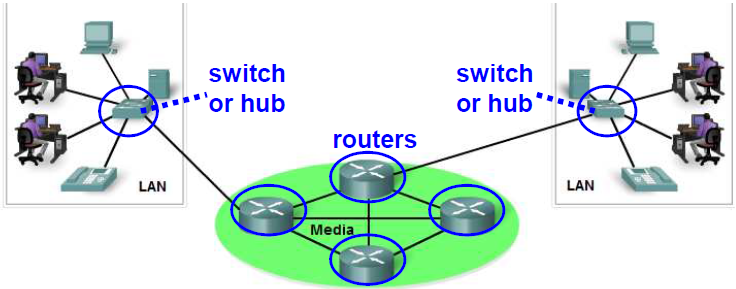 switch
or hub
switch
or hub
routers
LAN
LAN
Media